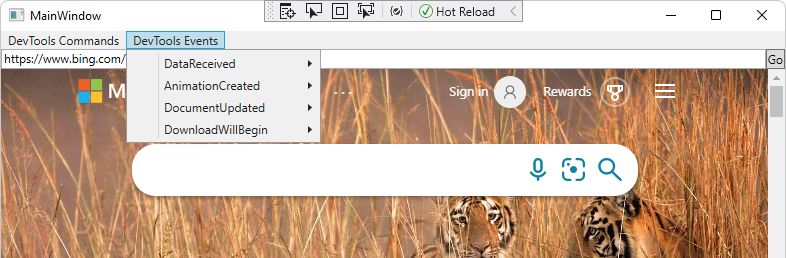 MainWindow
Hot Reload
DevTools Commands DevTools Events
https://www.bing.com/
Go
DataReceived
AnimationCreated
DocumentUpdated
DownloadWillBegin
M
Sign in
Rewards